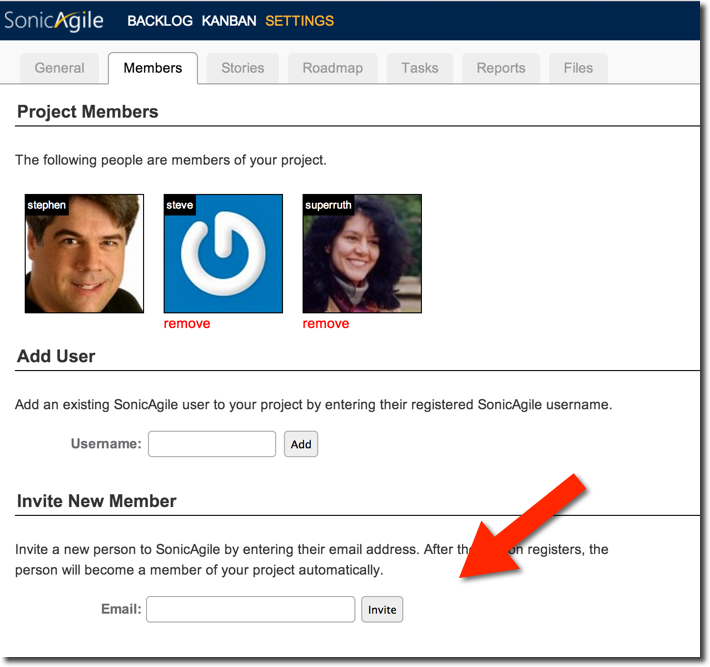 SonicAgile BACKLOG KANBAN SETTINGS
General Members Stories Roadmap Tasks Reports Files
Project Members
The following people are members of your project.
stephen steve superruth
remove remove
Add User
Add an existing SonicAgile user to your project by entering their registered SonicAgile username.
Username: Add
Invite New Member
Invite a new person to SonicAgile by entering their email address. After registers, the
person will become a member of your project automatically.
Email: Invite